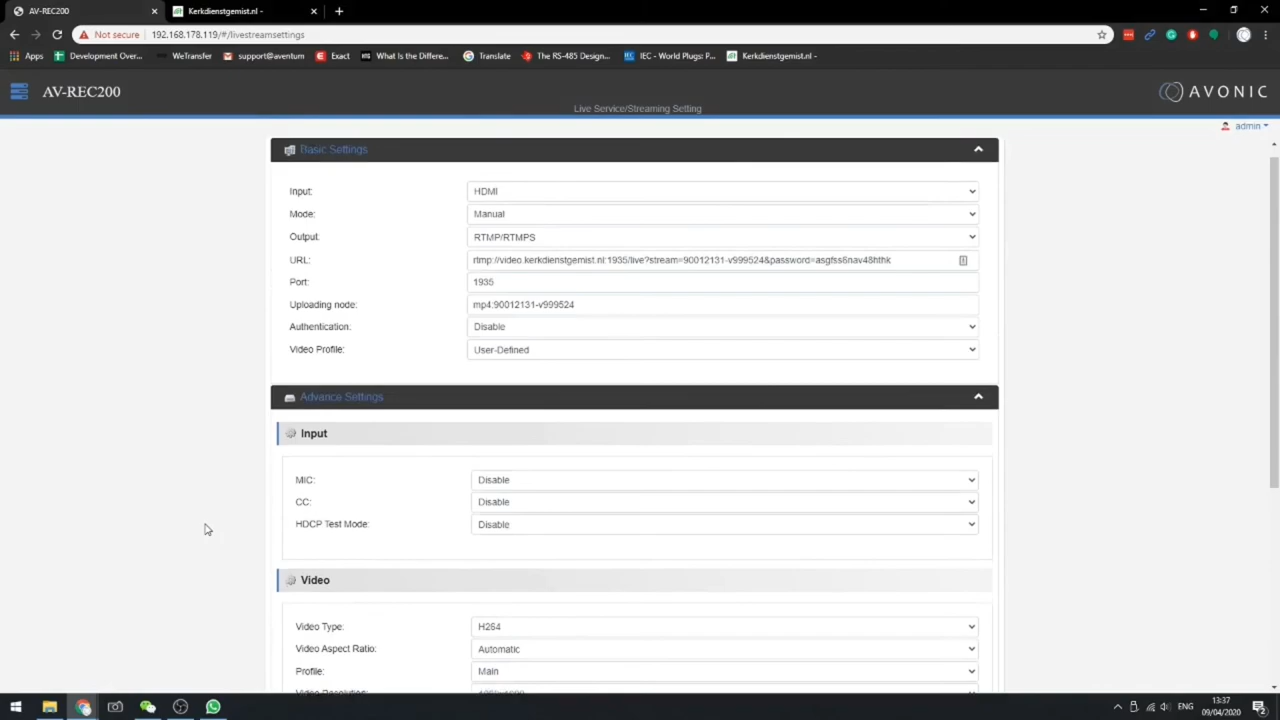 AV-REC200
Kerkdienstgemist.nl -
Not secure
192.168.178.119/#/livestreamsettings
Apps
Development Over...
WeTransfer
support@aventum
Exact
What Is the Differe...
Translate
The RS-485 Design...
IEC - World Plugs: P...
Kerkdienstgemist.nl -
AV-REC200
AVONIC
Live Service/Streaming Setting
admin
Basic Settings
Input: HDMI
Mode: Manual
Output: RTMP/RTMPS
URL: rtmp://video.kerkdienstgemist.nl:1935/live?stream=90012131-v999524&password=asgfss6nav48hthk
Port: 1935
Uploading node: mp4:90012131-v999524
Authentication: Disable
Video Profile: User-Defined
Advance Settings
Input
MIC: Disable
CC: Disable
HDCP Test Mode: Disable
Video
Video Type: H264
Video Aspect Ratio: Automatic
Profile: Main
Video Resolution:
ENG
13:37
09/04/2020
2